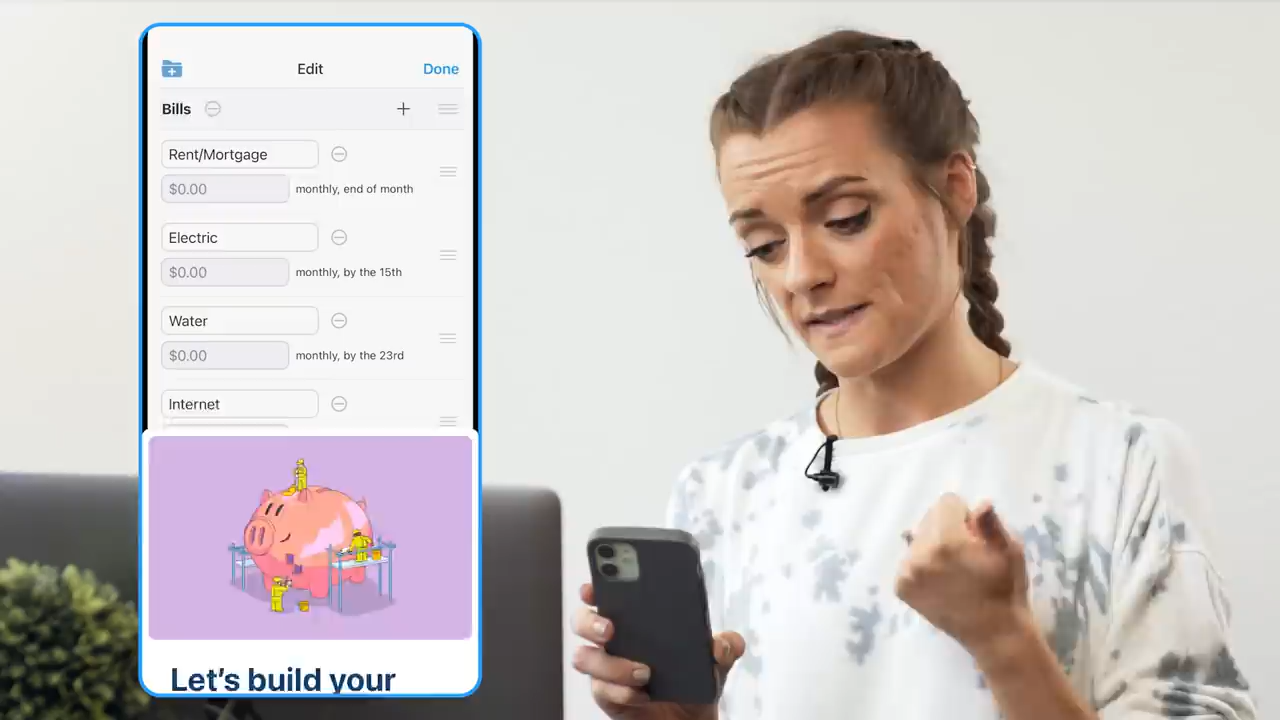 Edit
Done
Bills
Rent/Mortgage
$0.00
monthly, end of month
Electric
$0.00
monthly, by the 15th
Water
$0.00
monthly, by the 23rd
Internet
Let's build your